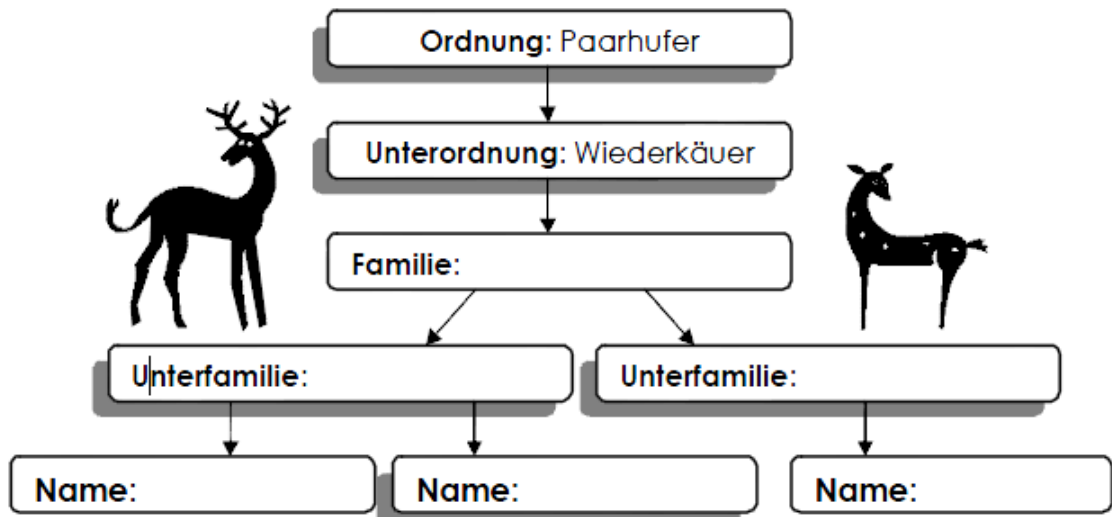 Ordnung: Paarhufer
Unterordnung: Wiederkäuer
Familie:
Unterfamilie:
Unterfamilie:
Name:
Name:
Name: